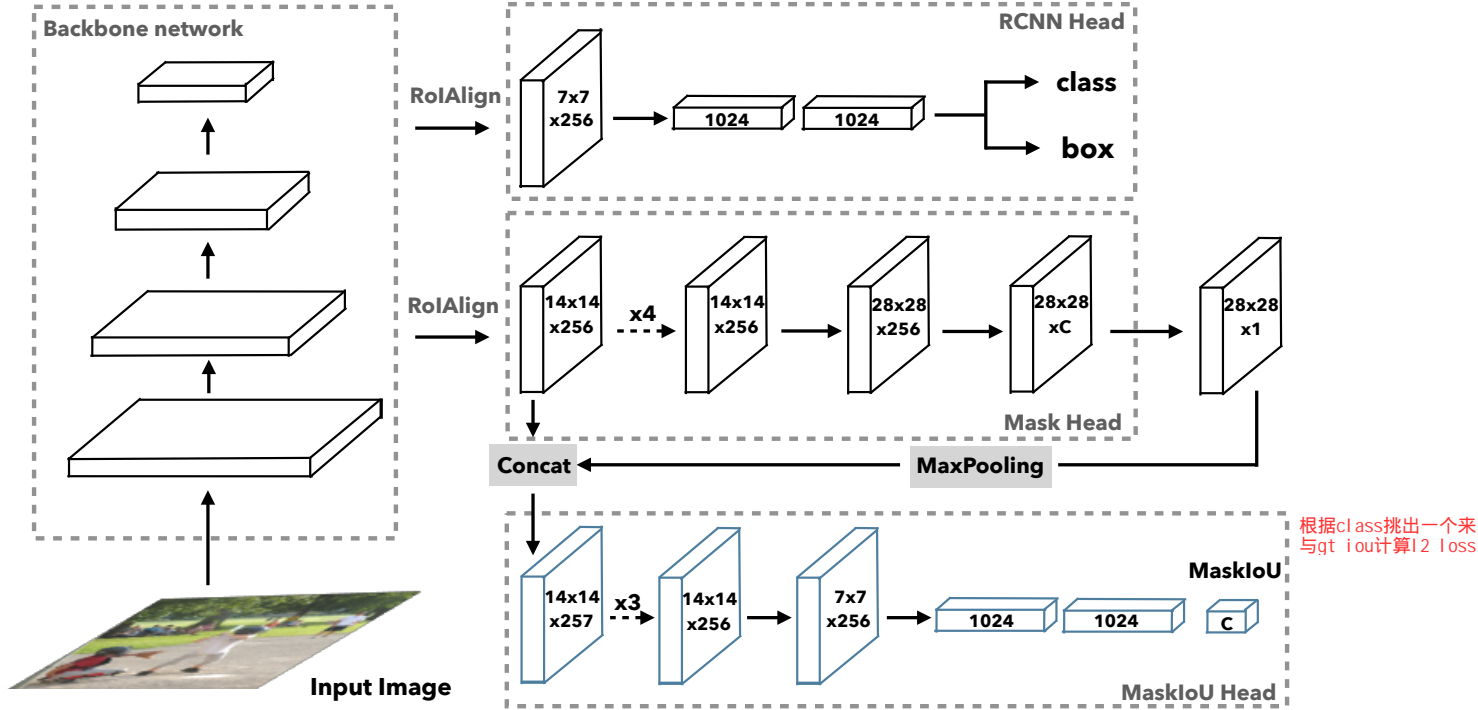 Backbone network
RCNN Head
RoIAlign
7x7
x256
1024
1024
class
box
RoIAlign
14x14
x256
x4
14x14
x256
28x28
x256
28x28
xC
28x28
x1
Mask Head
Concat
MaxPooling
根据class挑出一个来
与gt iou计算l2 loss
MaskIoU
14x14
x257
x3
14x14
x256
7x7
x256
1024
1024
C
Input Image
MaskIoU Head